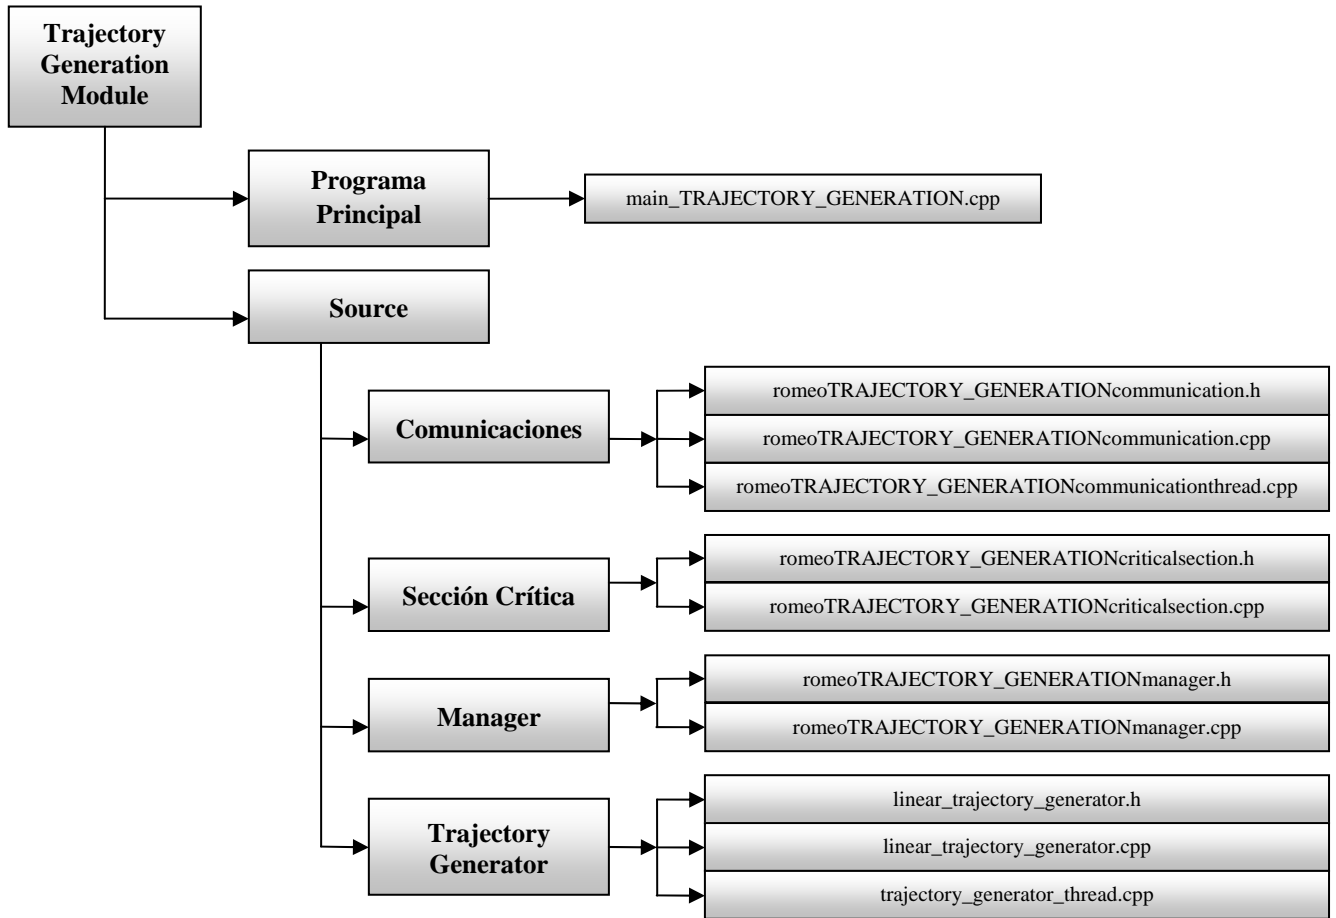 Trajectory
Generation
Module
Programa
Principal
main_TRAJECTORY_GENERATION.cpp
Source
Comunicaciones
romeoTRAJECTORY_GENERATIONcommunication.h
romeoTRAJECTORY_GENERATIONcommunication.cpp
romeoTRAJECTORY_GENERATIONcommunicationthread.cpp
Sección Crítica
romeoTRAJECTORY_GENERATIONcriticalsection.h
romeoTRAJECTORY_GENERATIONcriticalsection.cpp
Manager
romeoTRAJECTORY_GENERATIONmanager.h
romeoTRAJECTORY_GENERATIONmanager.cpp
Trajectory
Generator
linear_trajectory_generator.h
linear_trajectory_generator.cpp
trajectory_generator_thread.cpp